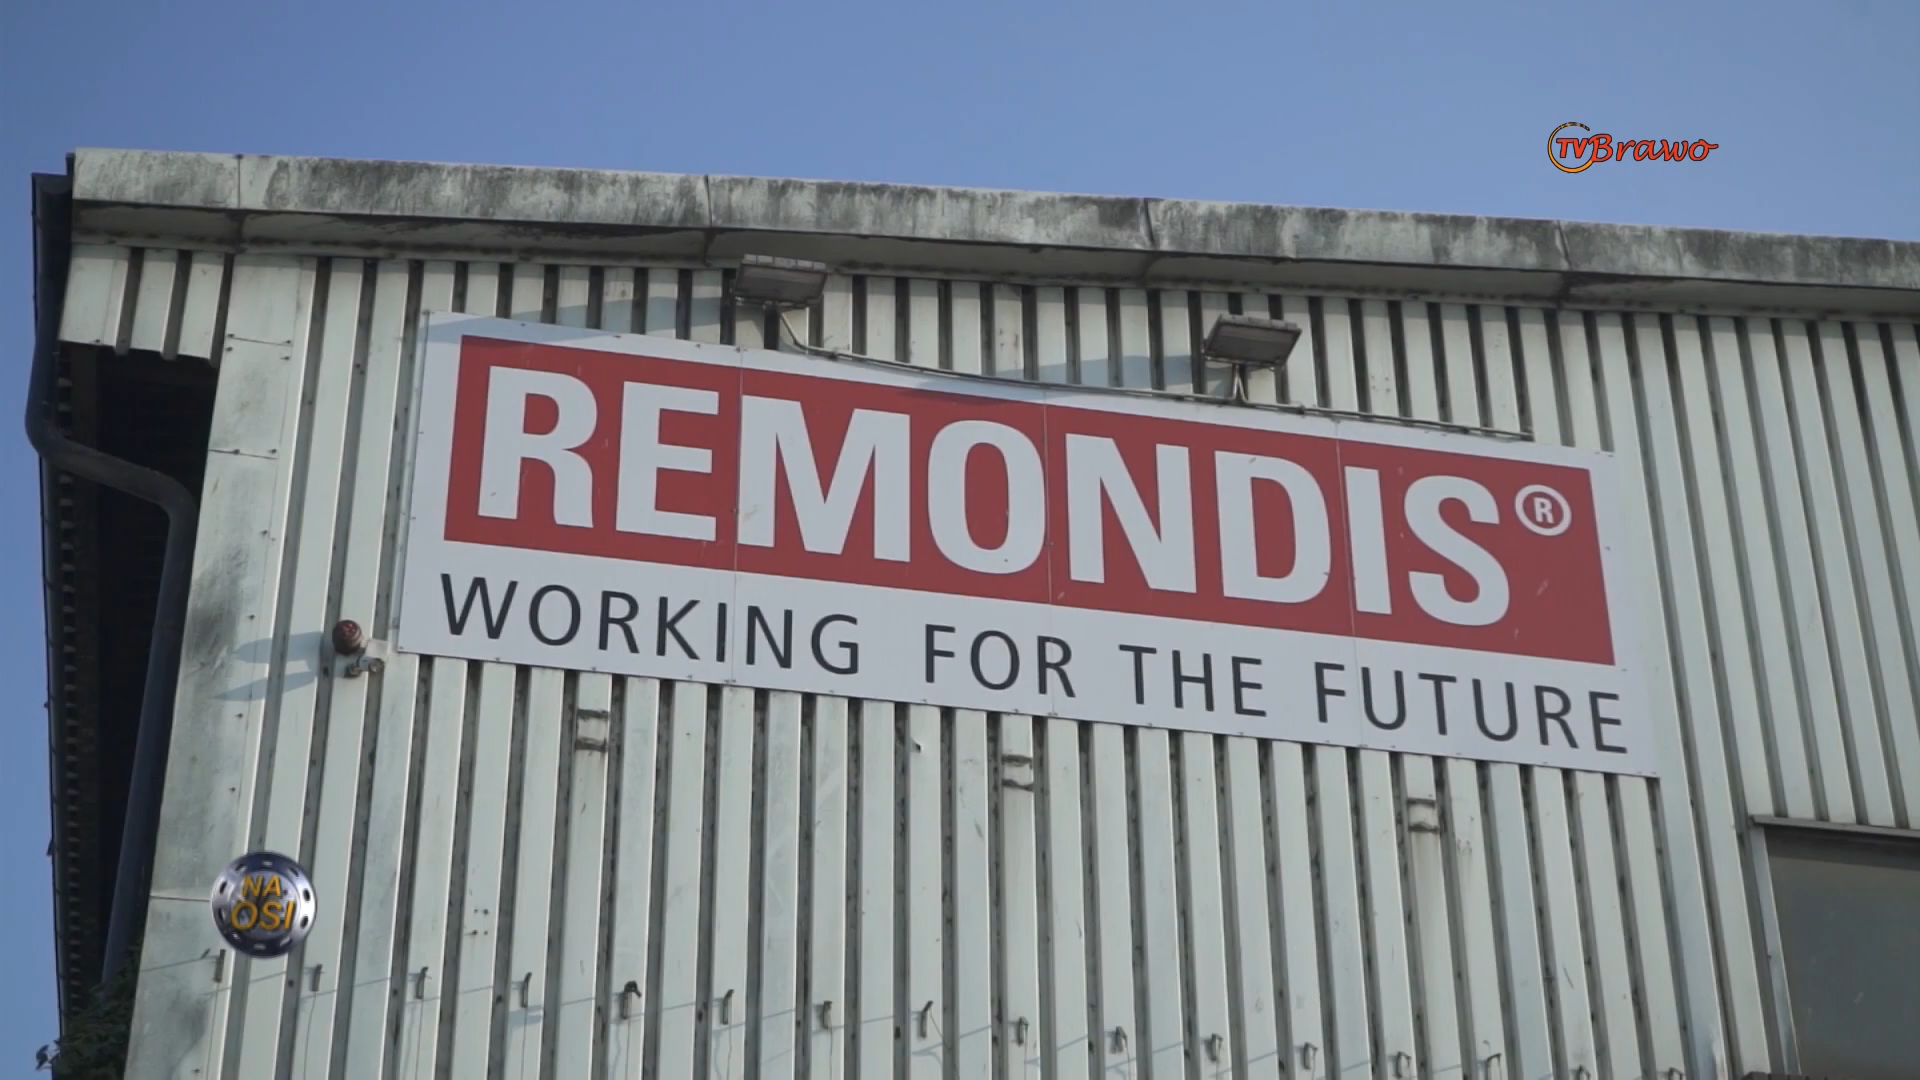 TVBrawo
REMONDIS®
WORKING FOR THE FUTURE
NA
OSI